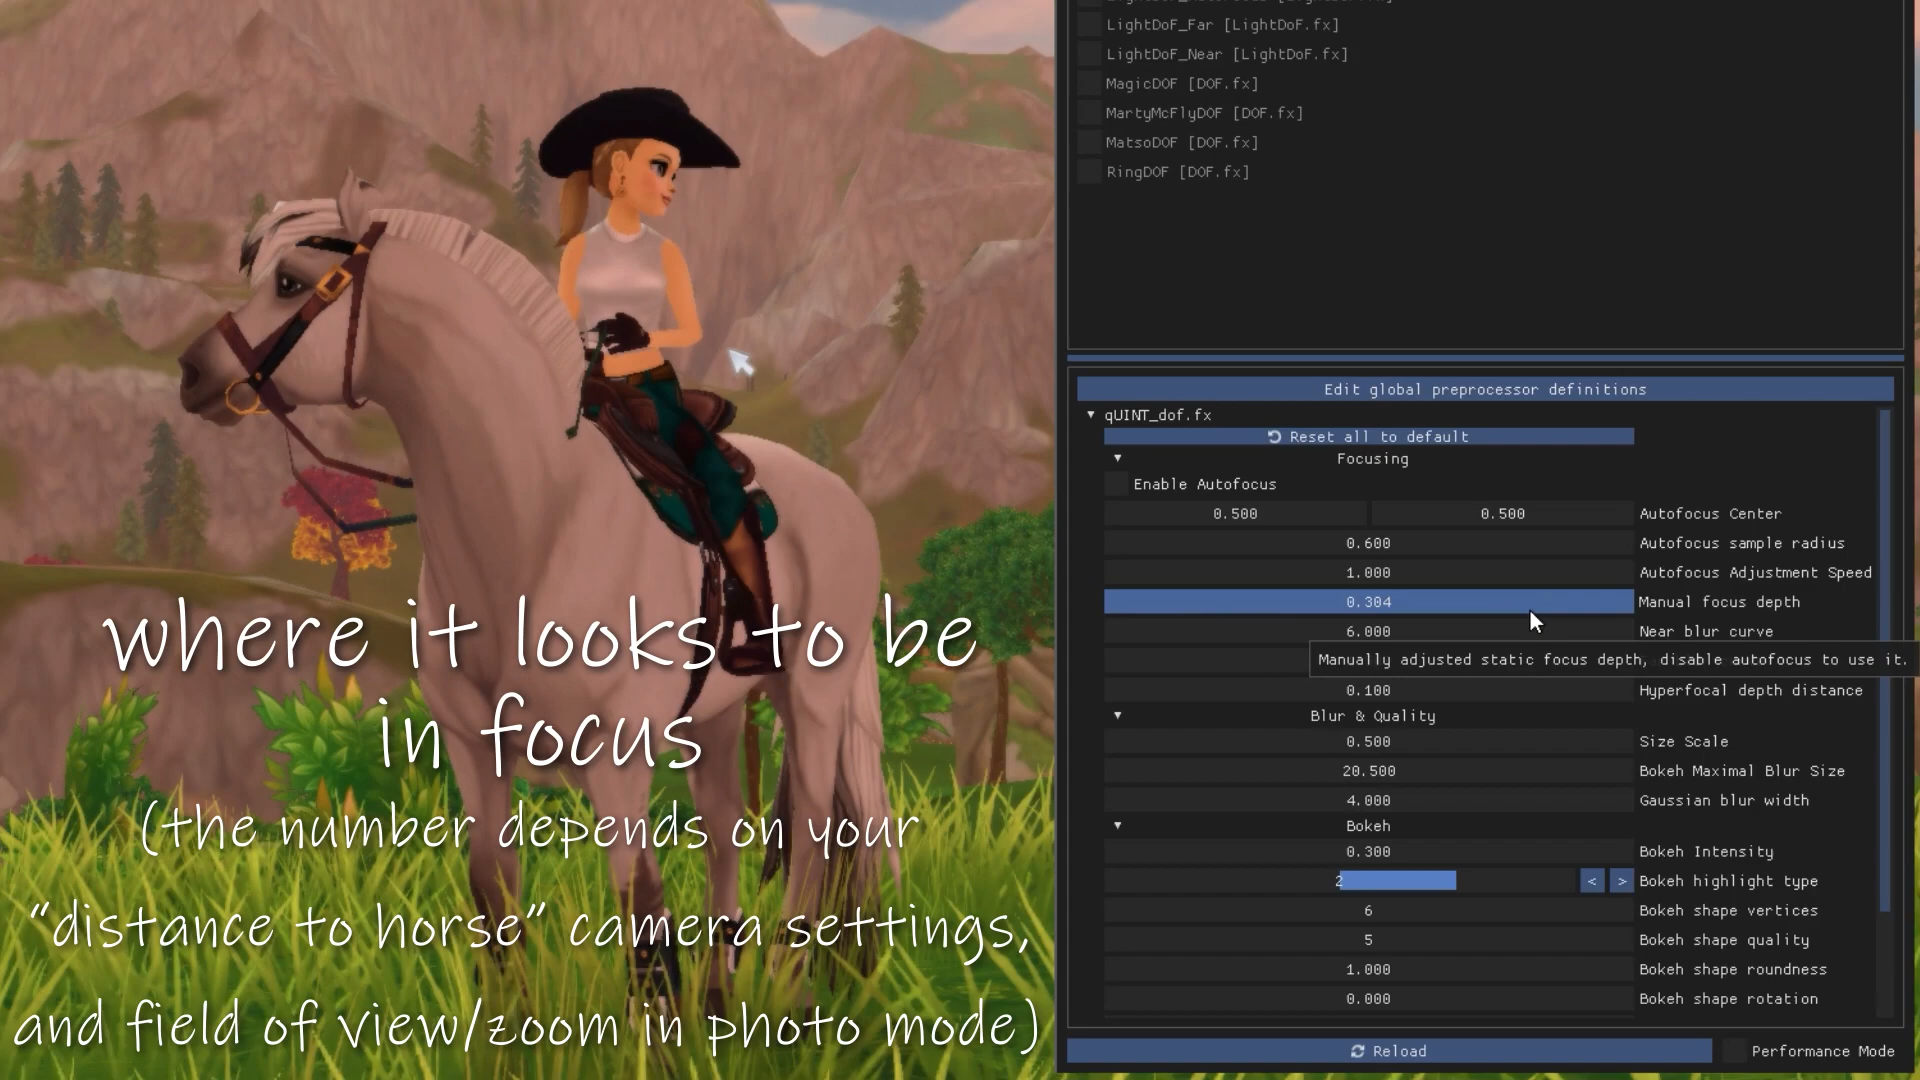 LightDoF_Far [LightDoF.fx]
LightDoF_Near [LightDoF.fx]
MagicDOF [DOF.fx]
MartyMcFlyDOF [DOF.fx]
MatsoDOF [DOF.fx]
RingDOF [DOF.fx]
Edit global preprocessor definitions
qUINT_dof.fx
Reset all to default
Focusing
Enable Autofocus
0.500 0.500 Autofocus Center
0.600 Autofocus sample radius
1.000 Autofocus Adjustment Speed
0.304 Manual focus depth
6.000 Near blur curve
Manually adjusted static focus depth, disable autofocus to use it.
0.100 Hyperfocal depth distance
Blur & Quality
0.500 Size Scale
20.500 Bokeh Maximal Blur Size
4.000 Gaussian blur width
Bokeh
0.300 Bokeh Intensity
2 < > Bokeh highlight type
6 Bokeh shape vertices
5 Bokeh shape quality
1.000 Bokeh shape roundness
0.000 Bokeh shape rotation
Reload Performance Mode
where it looks to be
in focus
(the number depends on your
"distance to horse" camera settings,
and field of view/zoom in photo mode)